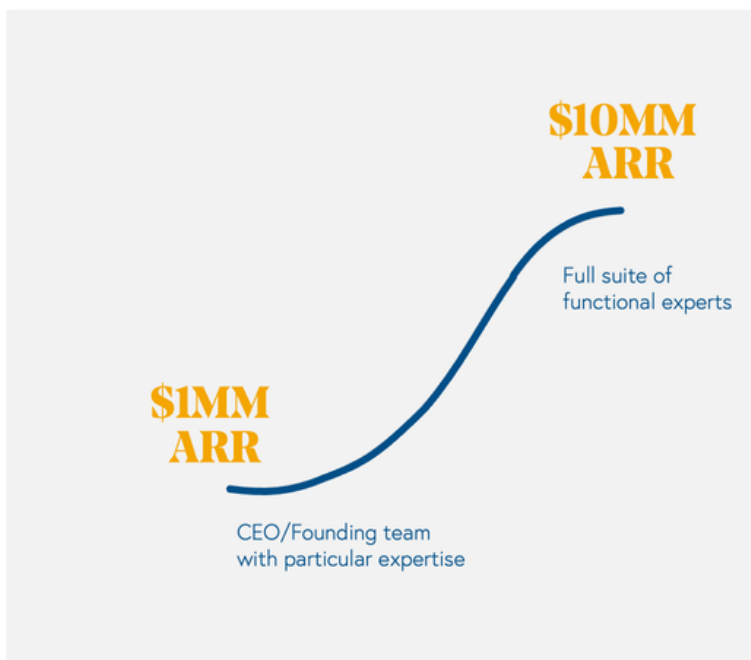 $10MM
ARR
Full suite of
functional experts
$1MM
ARR
CEO/Founding team
with particular expertise